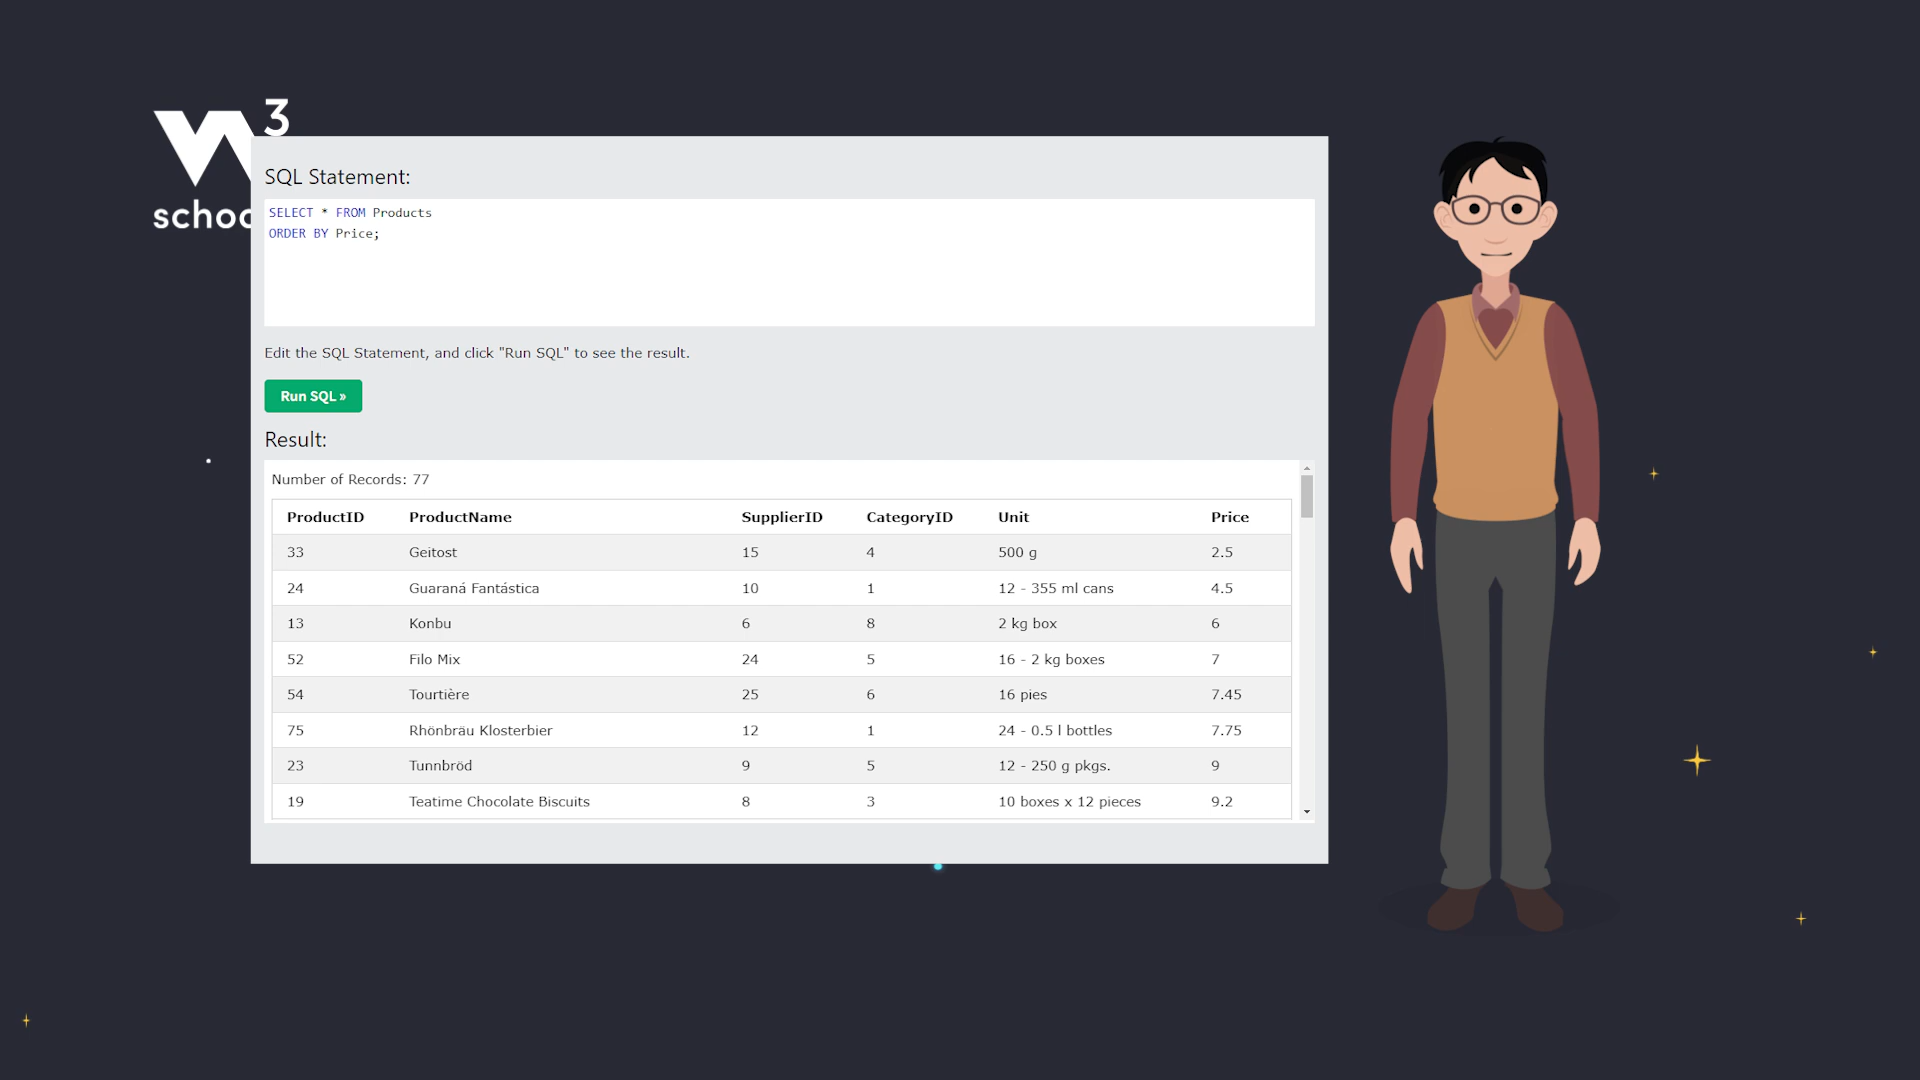 W3
schoo
SQL Statement:
SELECT * FROM Products
ORDER BY Price;
Edit the SQL Statement, and click "Run SQL" to see the result.
Run SQL »
Result:
Number of Records: 77
ProductID ProductName SupplierID CategoryID Unit Price
33 Geitost 15 4 500 g 2.5
24 Guaraná Fantástica 10 1 12 - 355 ml cans 4.5
13 Konbu 6 8 2 kg box 6
52 Filo Mix 24 5 16 - 2 kg boxes 7
54 Tourtière 25 6 16 pies 7.45
75 Rhönbräu Klosterbier 12 1 24 - 0.5 l bottles 7.75
23 Tunnbröd 9 5 12 - 250 g pkgs. 9
19 Teatime Chocolate Biscuits 8 3 10 boxes x 12 pieces 9.2